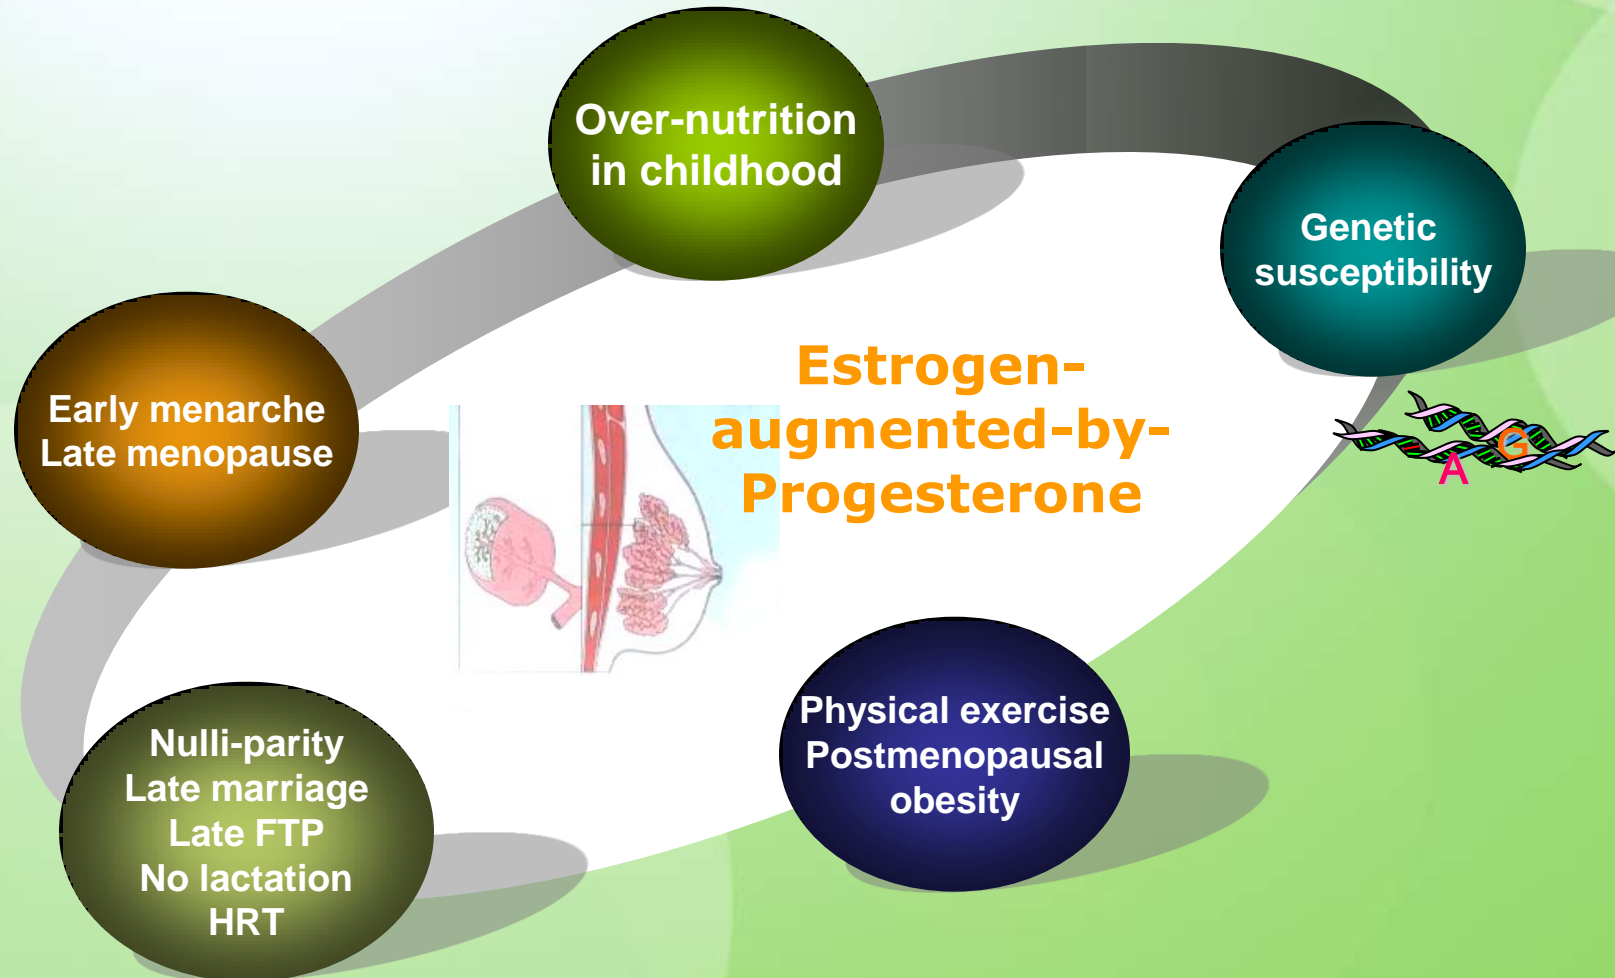 Over-nutrition
in childhood
Genetic
susceptibility
Early menarche
Late menopause
Estrogen-
augmented-by-
Progesterone
G
A
Nulli-parity
Late marriage
Late FTP
No lactation
HRT
Physical exercise
Postmenopausal
obesity